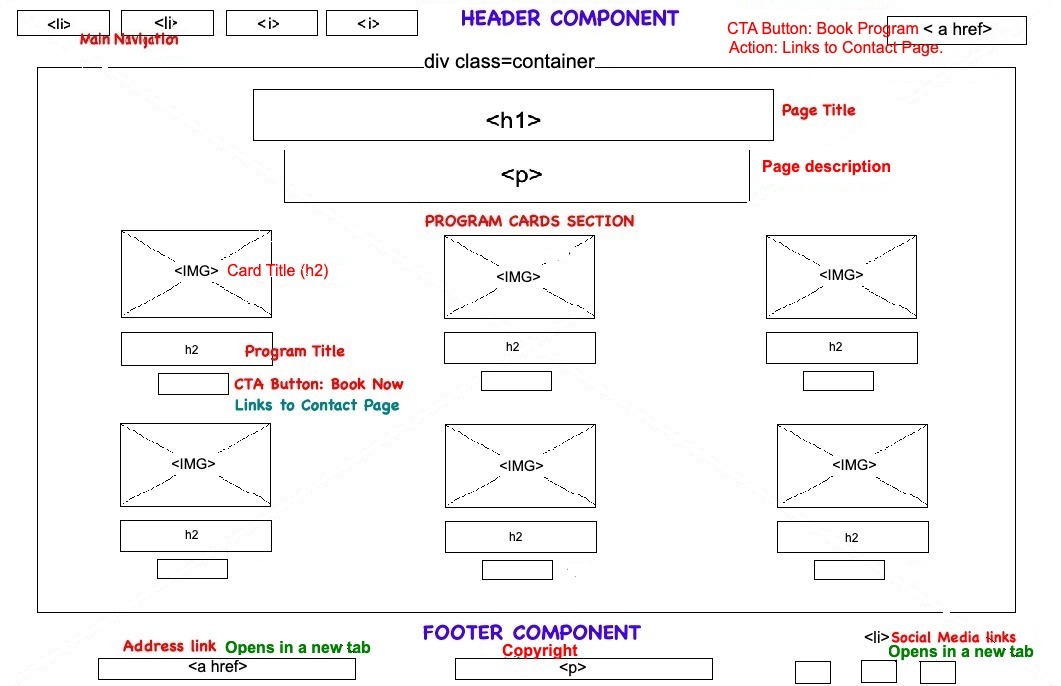 <li>
<li>
<i>
<i>
HEADER COMPONENT
Main Navigation
CTA Button: Book Program
< a href>
Action: Links to Contact Page.
div class=container
<h1>
Page Title
<p>
Page description
PROGRAM CARDS SECTION
<IMG>
Card Title (h2)
<IMG>
<IMG>
h2
Program Title
h2
h2
CTA Button: Book Now
Links to Contact Page
<IMG>
<IMG>
<IMG>
h2
h2
h2
FOOTER COMPONENT
Address link
Opens in a new tab
<a href>
Copyright
<p>
<li>
Social Media links
Opens in a new tab